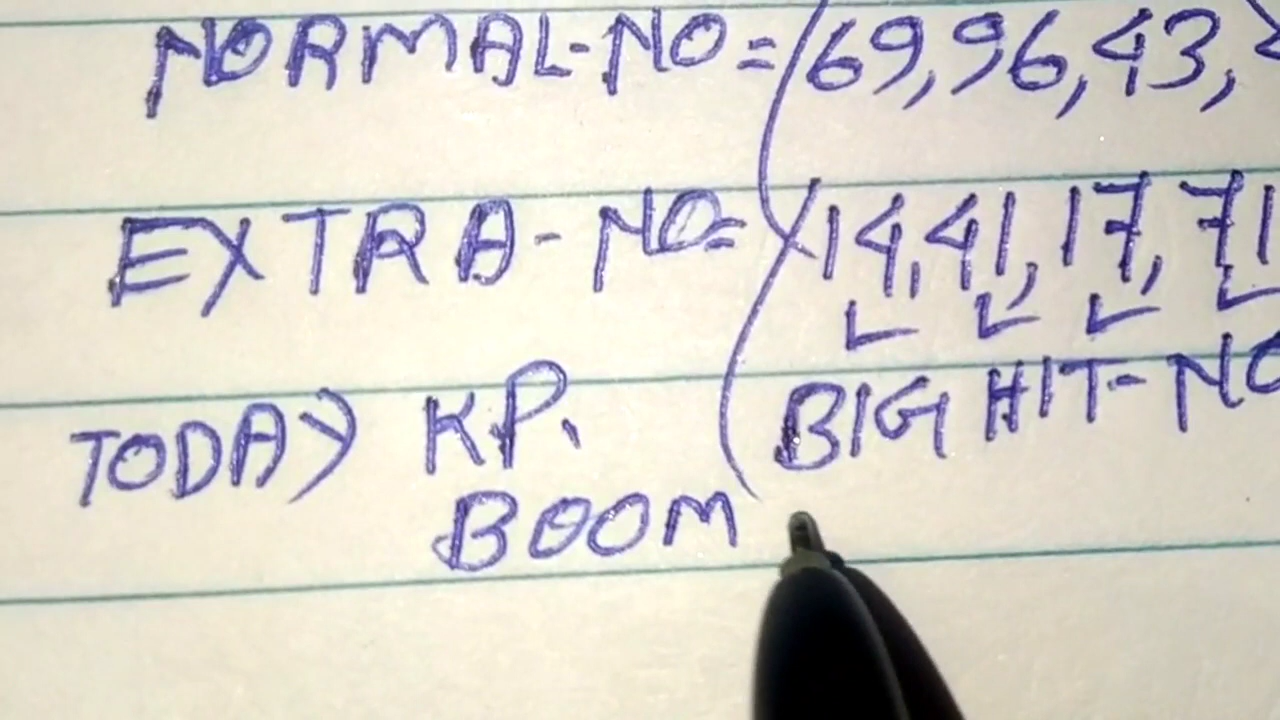 NORMAL-NO=(69,96,43,
EXTRA-NO=(14,41,17,71
TODAY KP. (BIG HIT-NO
BOOM